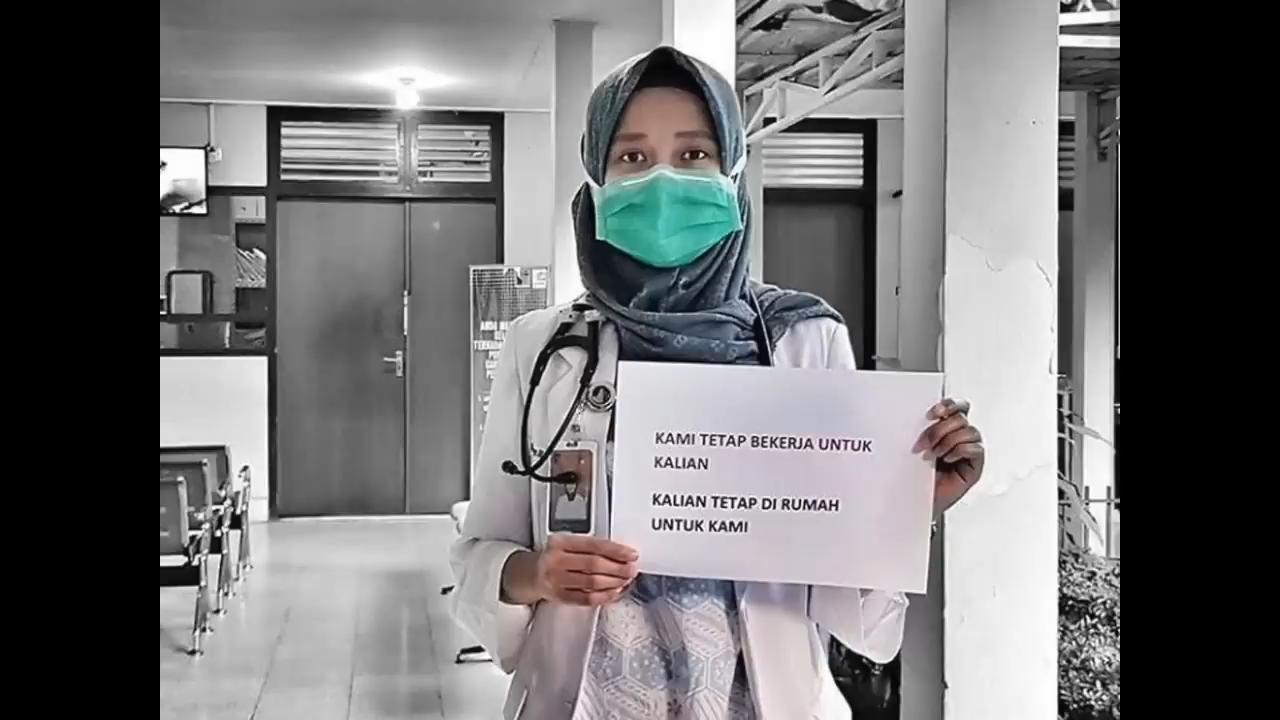 KAMI TETAP BEKERJA UNTUK
KALIAN
KALIAN TETAP DI RUMAH
UNTUK KAMI